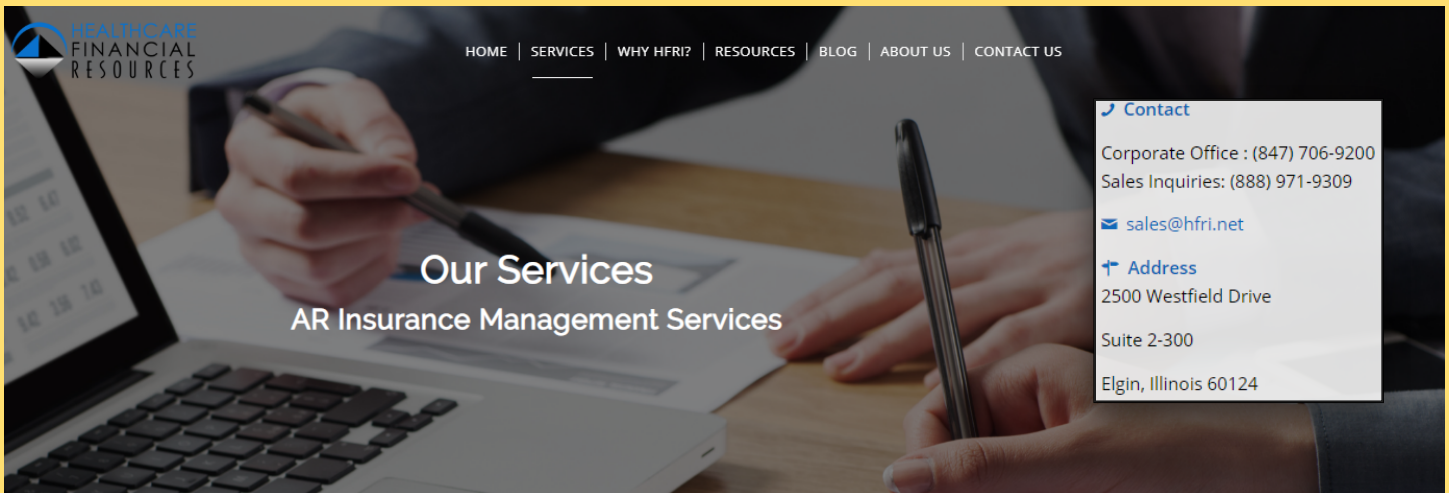 HEALTHCARE
FINANCIAL
RESOURCES
HOME | SERVICES | WHY HFRI? | RESOURCES | BLOG | ABOUT US | CONTACT US
Our Services
AR Insurance Management Services
Contact
Corporate Office : (847) 706-9200
Sales Inquiries: (888) 971-9309
sales@hfri.net
Address
2500 Westfield Drive
Suite 2-300
Elgin, Illinois 60124